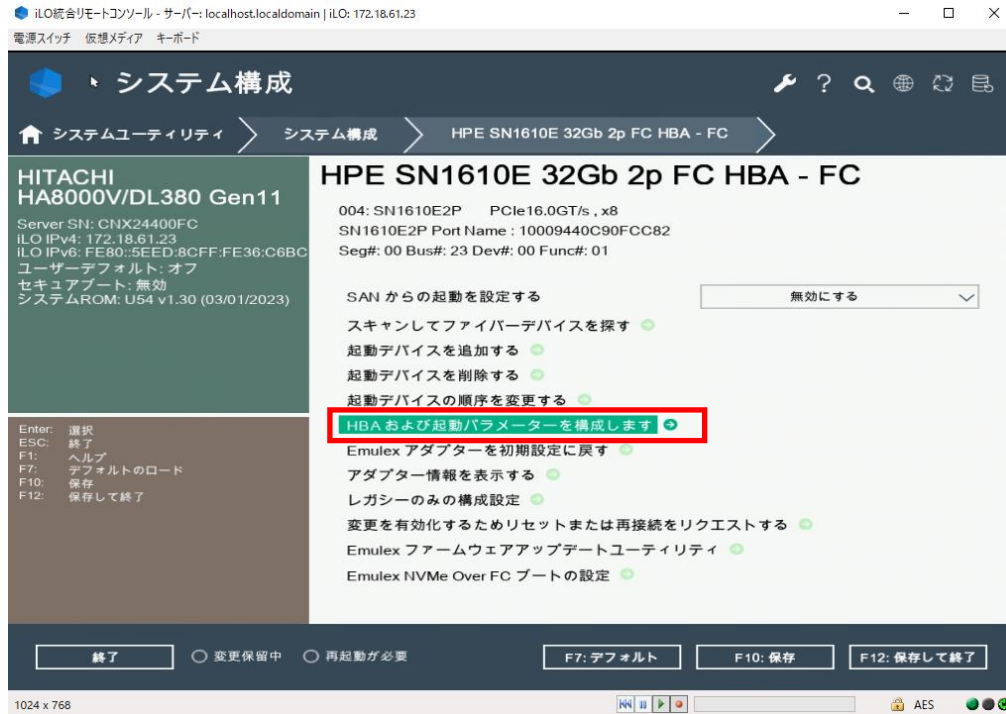 iLO統合リモートコンソール - サーバー: localhost.localdomain | iLO: 172.18.61.23
電源スイッチ 仮想メディア キーボード
システム構成
システムユーティリティ システム構成 HPE SN1610E 32Gb 2p FC HBA - FC
HITACHI
HA8000V/DL380 Gen11
Server SN: CNX24400FC
iLO IPv4: 172.18.61.23
iLO IPv6: FE80::5EED:8CFF:FE36:C6BC
ユーザーデフォルト: オフ
セキュアブート: 無効
システムROM: U54 v1.30 (03/01/2023)
Enter: 選択
ESC: 終了
F1: ヘルプ
F7: デフォルトのロード
F10: 保存
F12: 保存して終了
HPE SN1610E 32Gb 2p FC HBA - FC
004: SN1610E2P PCIe16.0GT/s , x8
SN1610E2P Port Name : 10009440C90FCC82
Seg#: 00 Bus#: 23 Dev#: 00 Func#: 01
SAN からの起動を設定する 無効にする
スキャンしてファイバーデバイスを探す
起動デバイスを追加する
起動デバイスを削除する
起動デバイスの順序を変更する
HBA および起動パラメーターを構成します
Emulex アダプターを初期設定に戻す
アダプター情報を表示する
レガシーのみの構成設定
変更を有効化するためリセットまたは再接続をリクエストする
Emulex ファームウェアアップデートユーティリティ
Emulex NVMe Over FC ブートの設定
終了 変更保留中 再起動が必要 F7: デフォルト F10: 保存 F12: 保存して終了
1024 x 768 AES